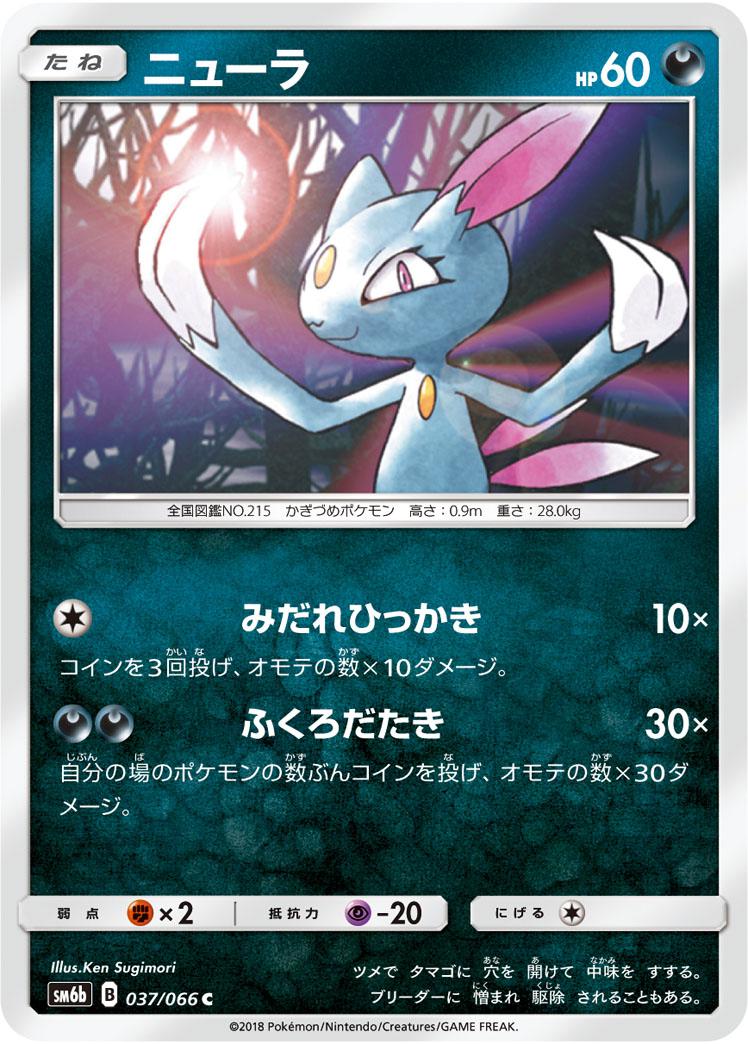 たね ニューラ HP60
全国図鑑NO.215 かぎづめポケモン 高さ:0.9m 重さ:28.0kg
みだれひっかき 10×
コインを3回投げ、オモテの数×10ダメージ。
ふくろだたき 30×
自分の場のポケモンの数ぶんコインを投げ、オモテの数×30ダ
メージ。
弱点 ×2 抵抗力 -20 にげる
Illus.Ken Sugimori
ツメで タマゴに 穴を 開けて 中味を すする。
ブリーダーに 憎まれ 駆除 されることもある。
SM6b B 037/066 C
©2018 Pokémon/Nintendo/Creatures/GAME FREAK.